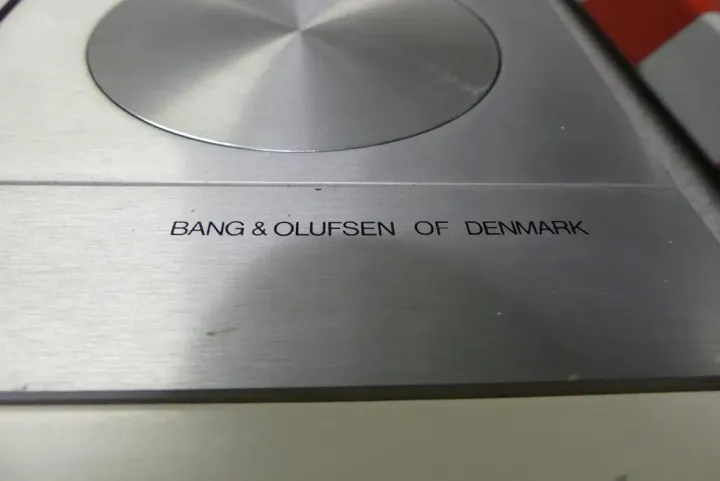 BANG & OLUFSEN OF DENMARK